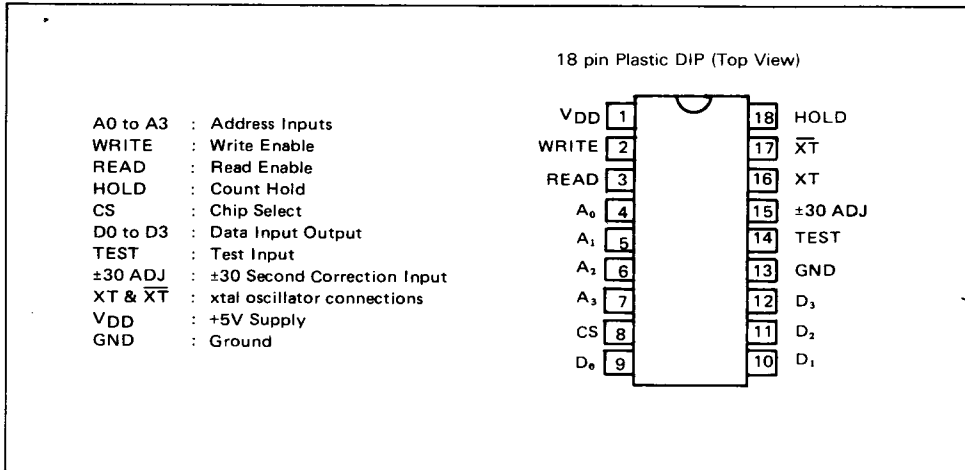 18 pin Plastic DIP (Top View)
A0 to A3 : Address Inputs
WRITE : Write Enable
READ : Read Enable
HOLD : Count Hold
CS : Chip Select
D0 to D3 : Data Input Output
TEST : Test Input
±30 ADJ : ±30 Second Correction Input
XT & X̅T̅ : xtal oscillator connections
VDD : +5V Supply
GND : Ground
VDD 1 18 HOLD
WRITE 2 17 X̅T̅
READ 3 16 XT
A₀ 4 15 ±30 ADJ
A₁ 5 14 TEST
A₂ 6 13 GND
A₃ 7 12 D₃
CS 8 11 D₂
D₀ 9 10 D₁